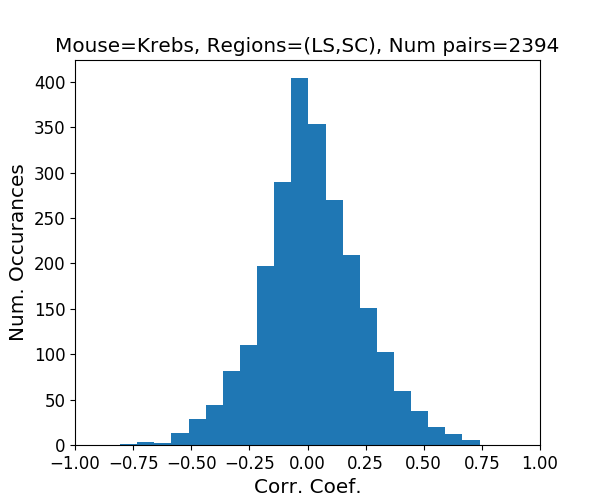 Mouse=Krebs, Regions=(LS,SC), Num pairs=2394
Num. Occurances
400
350
300
250
200
150
100
50
0
−1.00 −0.75 −0.50 −0.25 0.00 0.25 0.50 0.75 1.00
Corr. Coef.